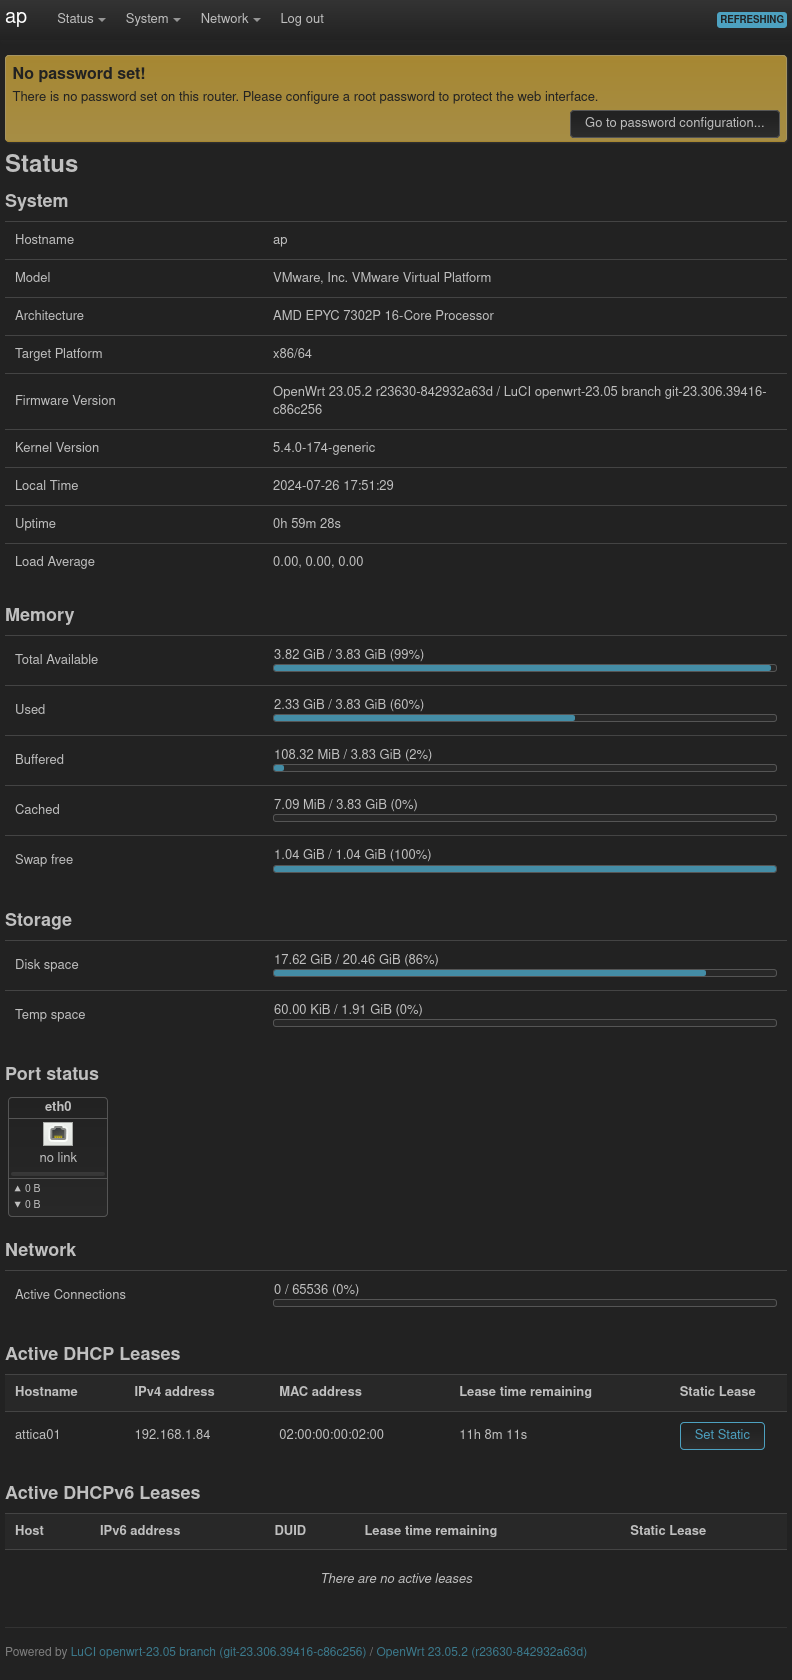 ap Status System Network Log out REFRESHING
No password set!
There is no password set on this router. Please configure a root password to protect the web interface.
Go to password configuration...
Status
System
Hostname ap
Model VMware, Inc. VMware Virtual Platform
Architecture AMD EPYC 7302P 16-Core Processor
Target Platform x86/64
Firmware Version OpenWrt 23.05.2 r23630-842932a63d / LuCI openwrt-23.05 branch git-23.306.39416-
c86c256
Kernel Version 5.4.0-174-generic
Local Time 2024-07-26 17:51:29
Uptime 0h 59m 28s
Load Average 0.00, 0.00, 0.00
Memory
Total Available 3.82 GiB / 3.83 GiB (99%)
Used 2.33 GiB / 3.83 GiB (60%)
Buffered 108.32 MiB / 3.83 GiB (2%)
Cached 7.09 MiB / 3.83 GiB (0%)
Swap free 1.04 GiB / 1.04 GiB (100%)
Storage
Disk space 17.62 GiB / 20.46 GiB (86%)
Temp space 60.00 KiB / 1.91 GiB (0%)
Port status
eth0
no link
▲ 0 B
▼ 0 B
Network
Active Connections 0 / 65536 (0%)
Active DHCP Leases
Hostname IPv4 address MAC address Lease time remaining Static Lease
attica01 192.168.1.84 02:00:00:00:02:00 11h 8m 11s Set Static
Active DHCPv6 Leases
Host IPv6 address DUID Lease time remaining Static Lease
There are no active leases
Powered by LuCI openwrt-23.05 branch (git-23.306.39416-c86c256) / OpenWrt 23.05.2 (r23630-842932a63d)